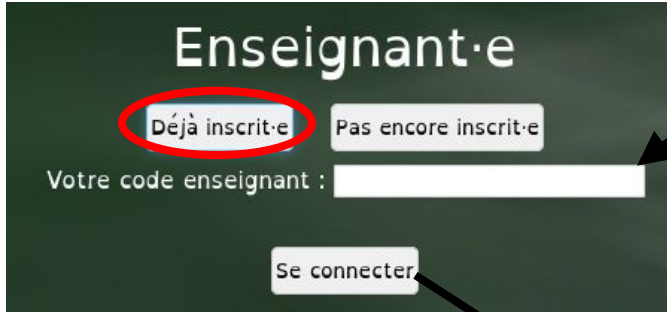 Enseignant·e
Déjà inscrit·e Pas encore inscrit·e
Votre code enseignant :
Se connecter